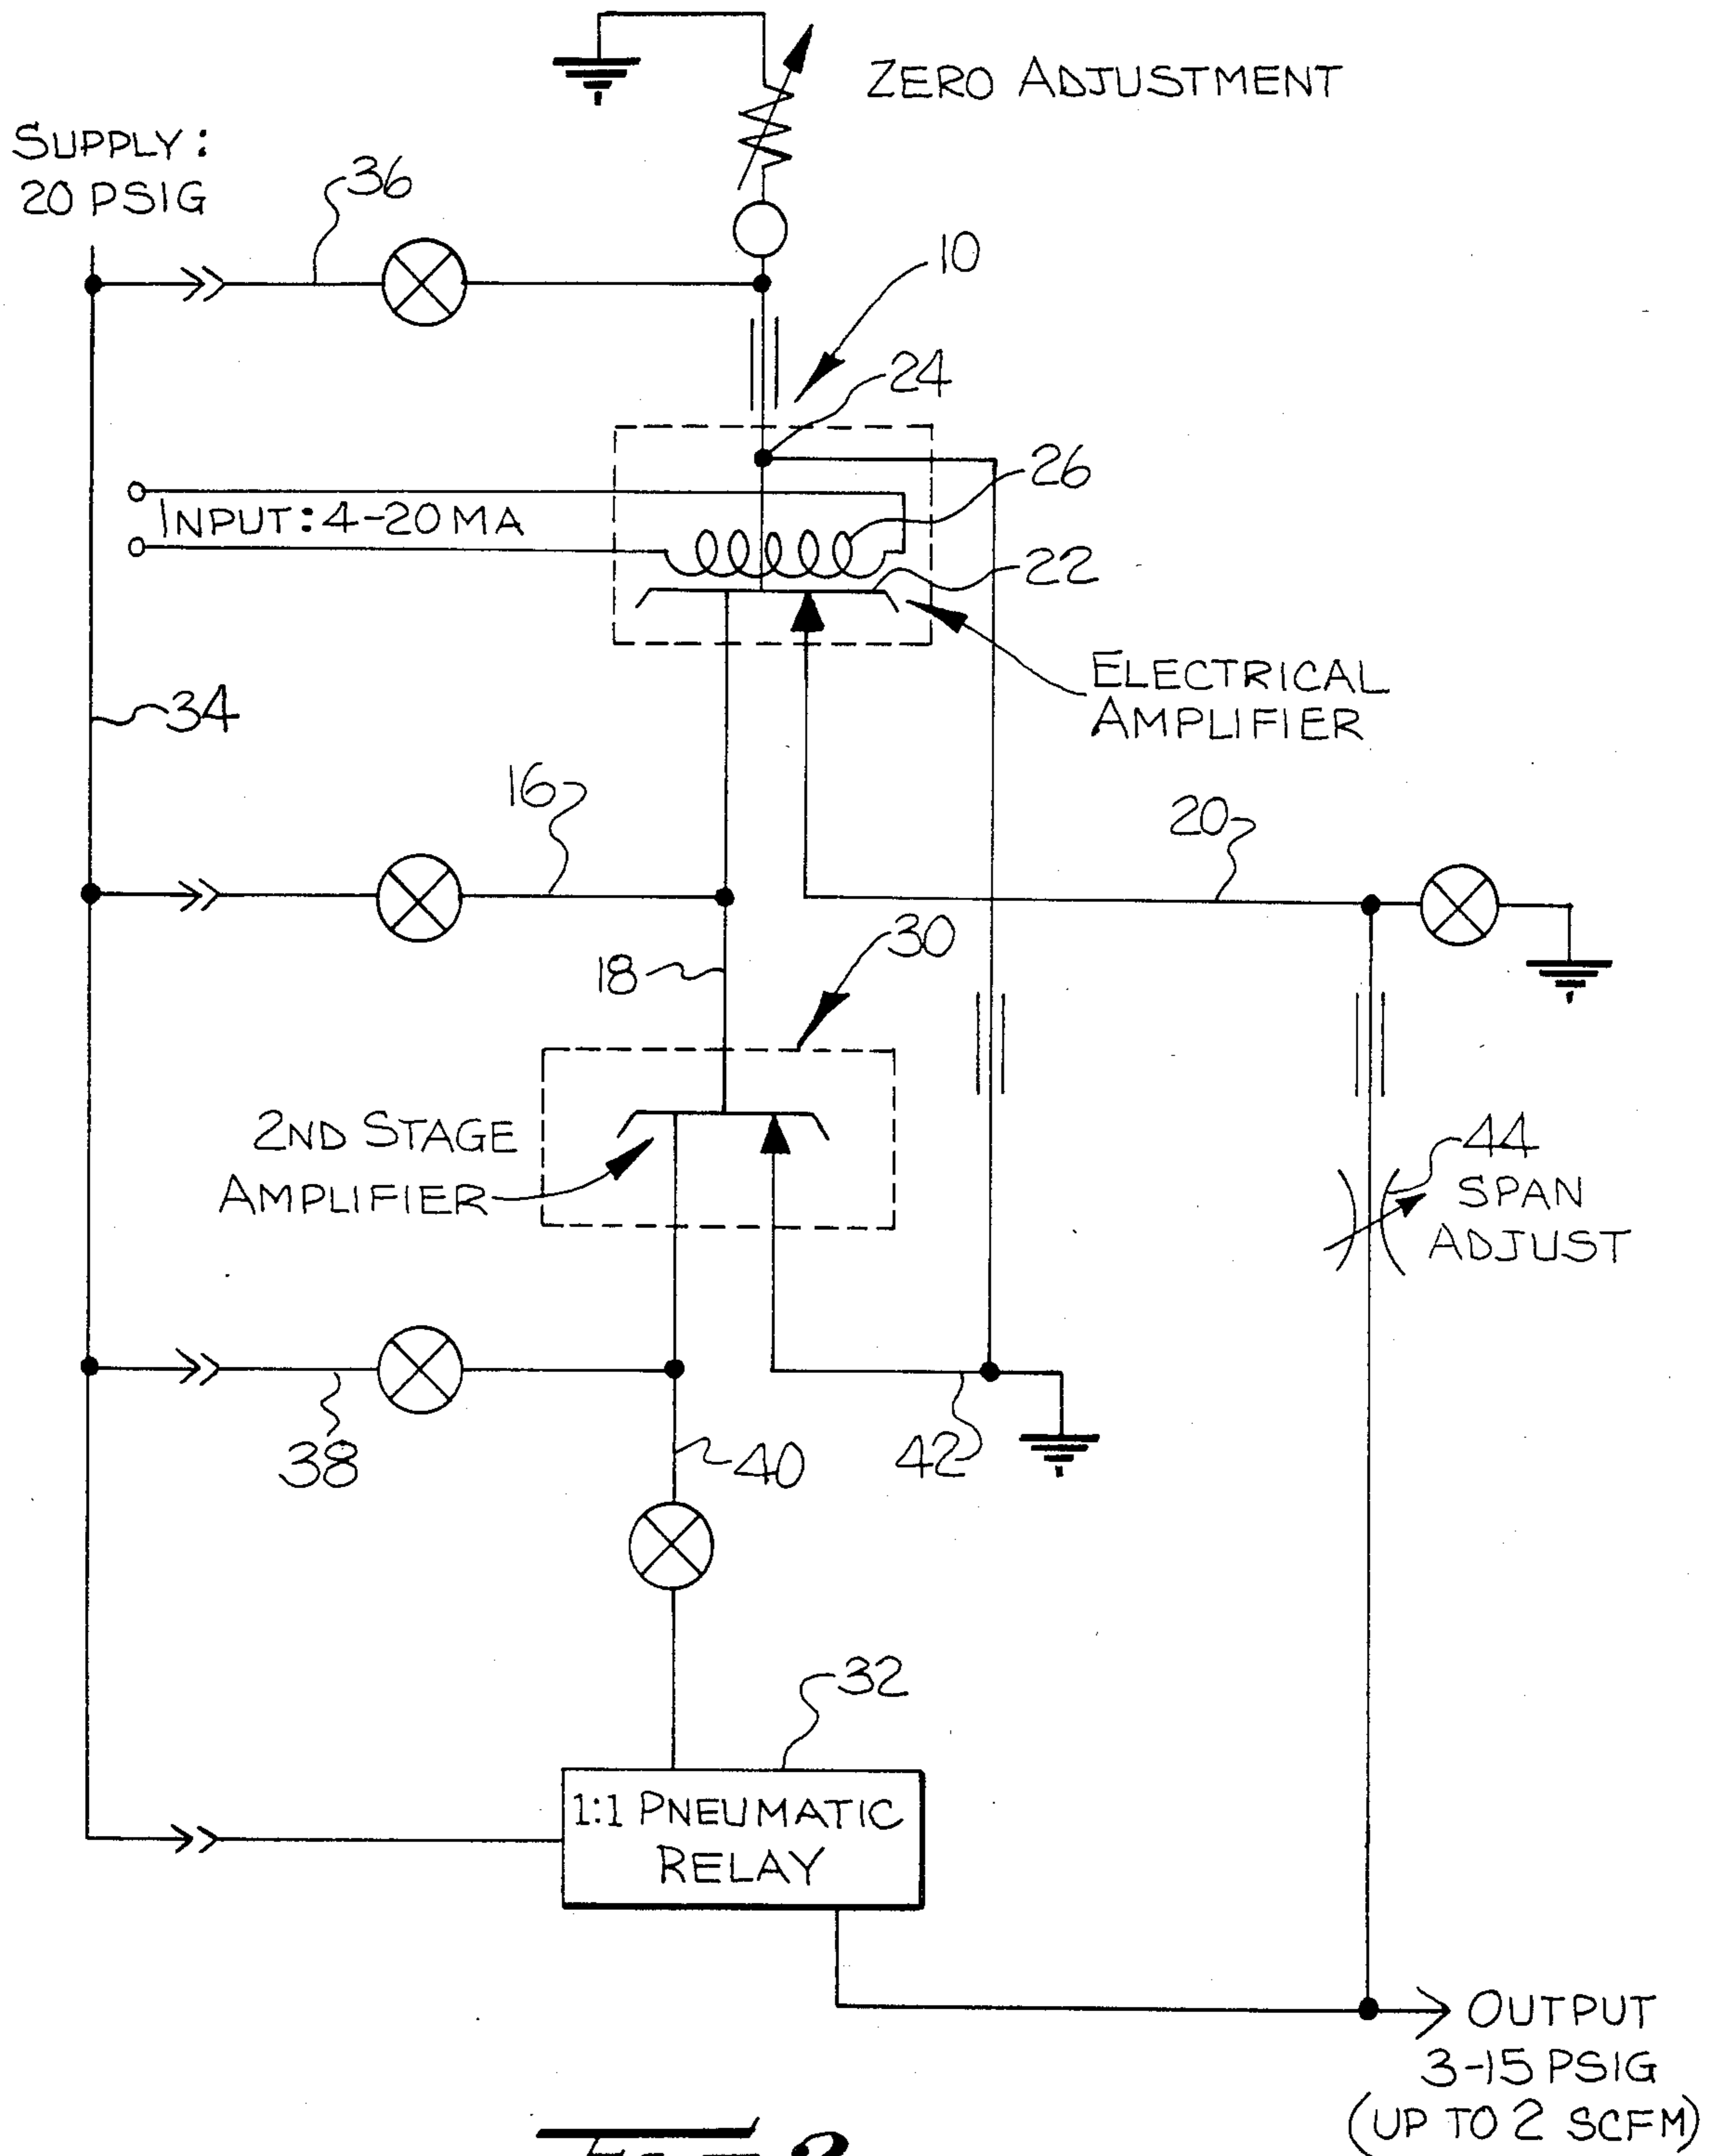 ZERO ADJUSTMENT
SUPPLY:
20 PSIG
36
10
24
26
INPUT: 4-20 MA
22
ELECTRICAL
AMPLIFIER
34
16
20
30
18
2ND STAGE
AMPLIFIER
44
SPAN
ADJUST
38
40
42
32
1:1 PNEUMATIC
RELAY
OUTPUT
3-15 PSIG
(UP TO 2 SCFM)